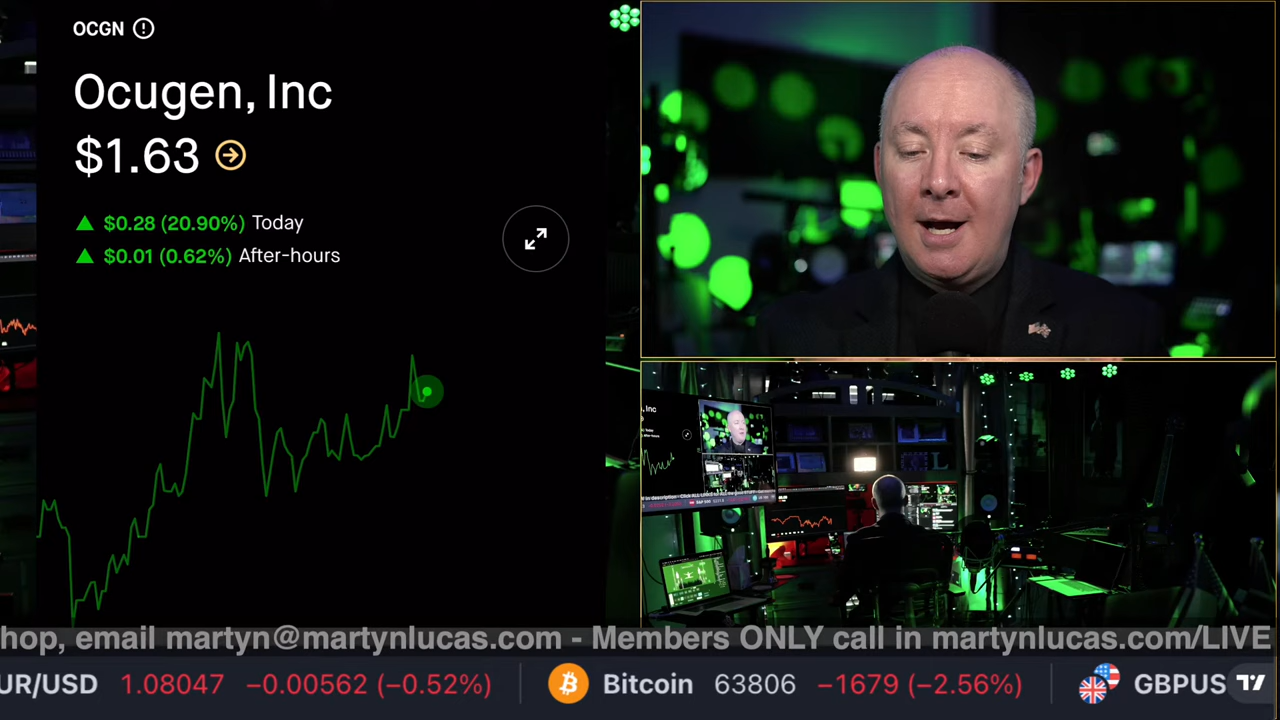 OCGN
Ocugen, Inc
$1.63
$0.28 (20.90%) Today
$0.01 (0.62%) After-hours
hop, email martyn@martynlucas.com - Members ONLY call in martynlucas.com/LIVE
UR/USD 1.08047 −0.00562 (−0.52%) Bitcoin 63806 −1679 (−2.56%) GBPUS